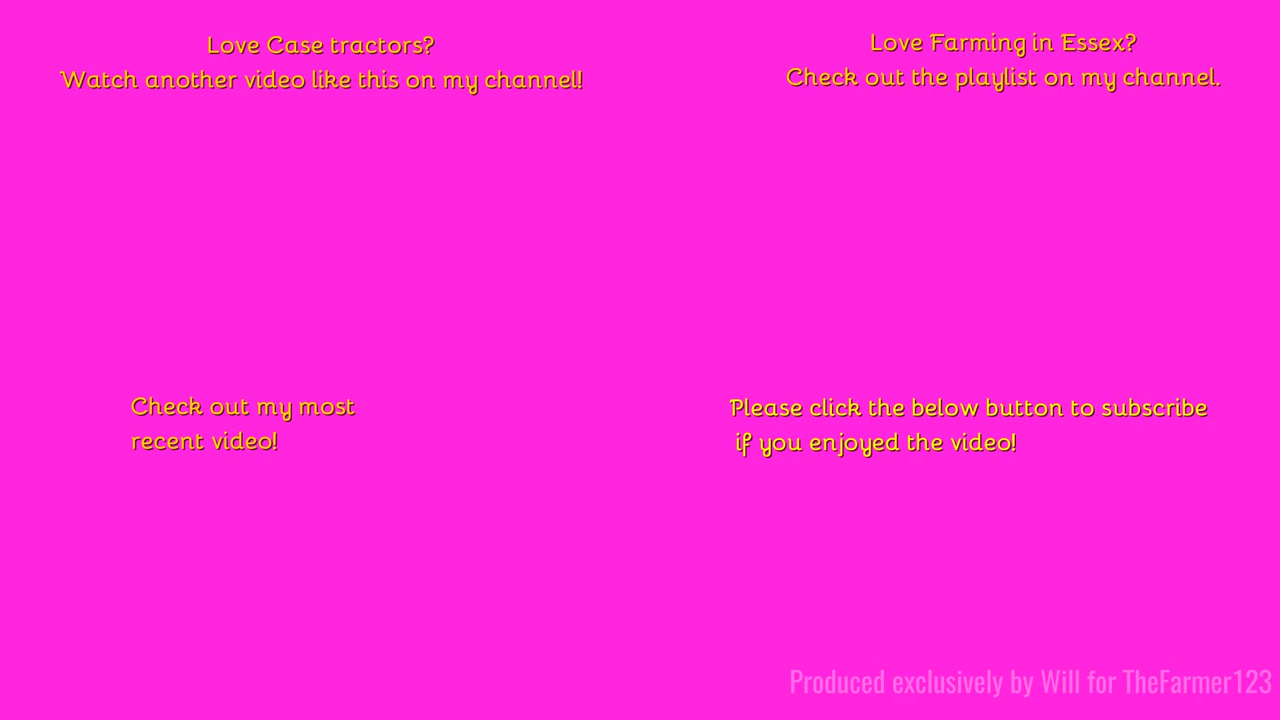 Love Case tractors?
Watch another video like this on my channel!
Love Farming in Essex?
Check out the playlist on my channel.
Check out my most
recent video!
Please click the below button to subscribe
if you enjoyed the video!
Produced exclusively by Will for TheFarmer123